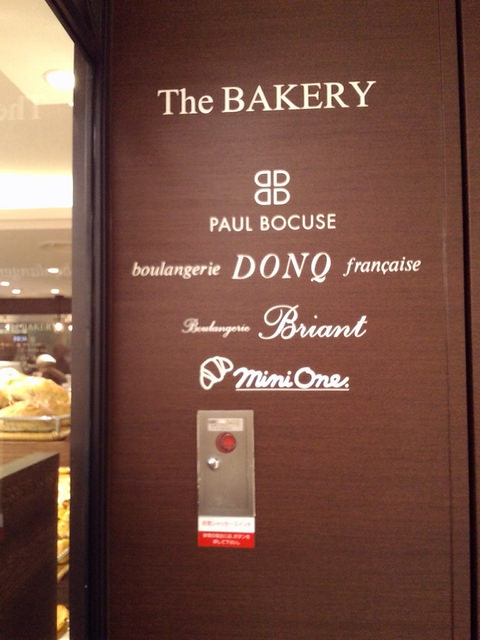 The BAKERY
PAUL BOCUSE
boulangerie DONQ française
Boulangerie Briant
Mini One.